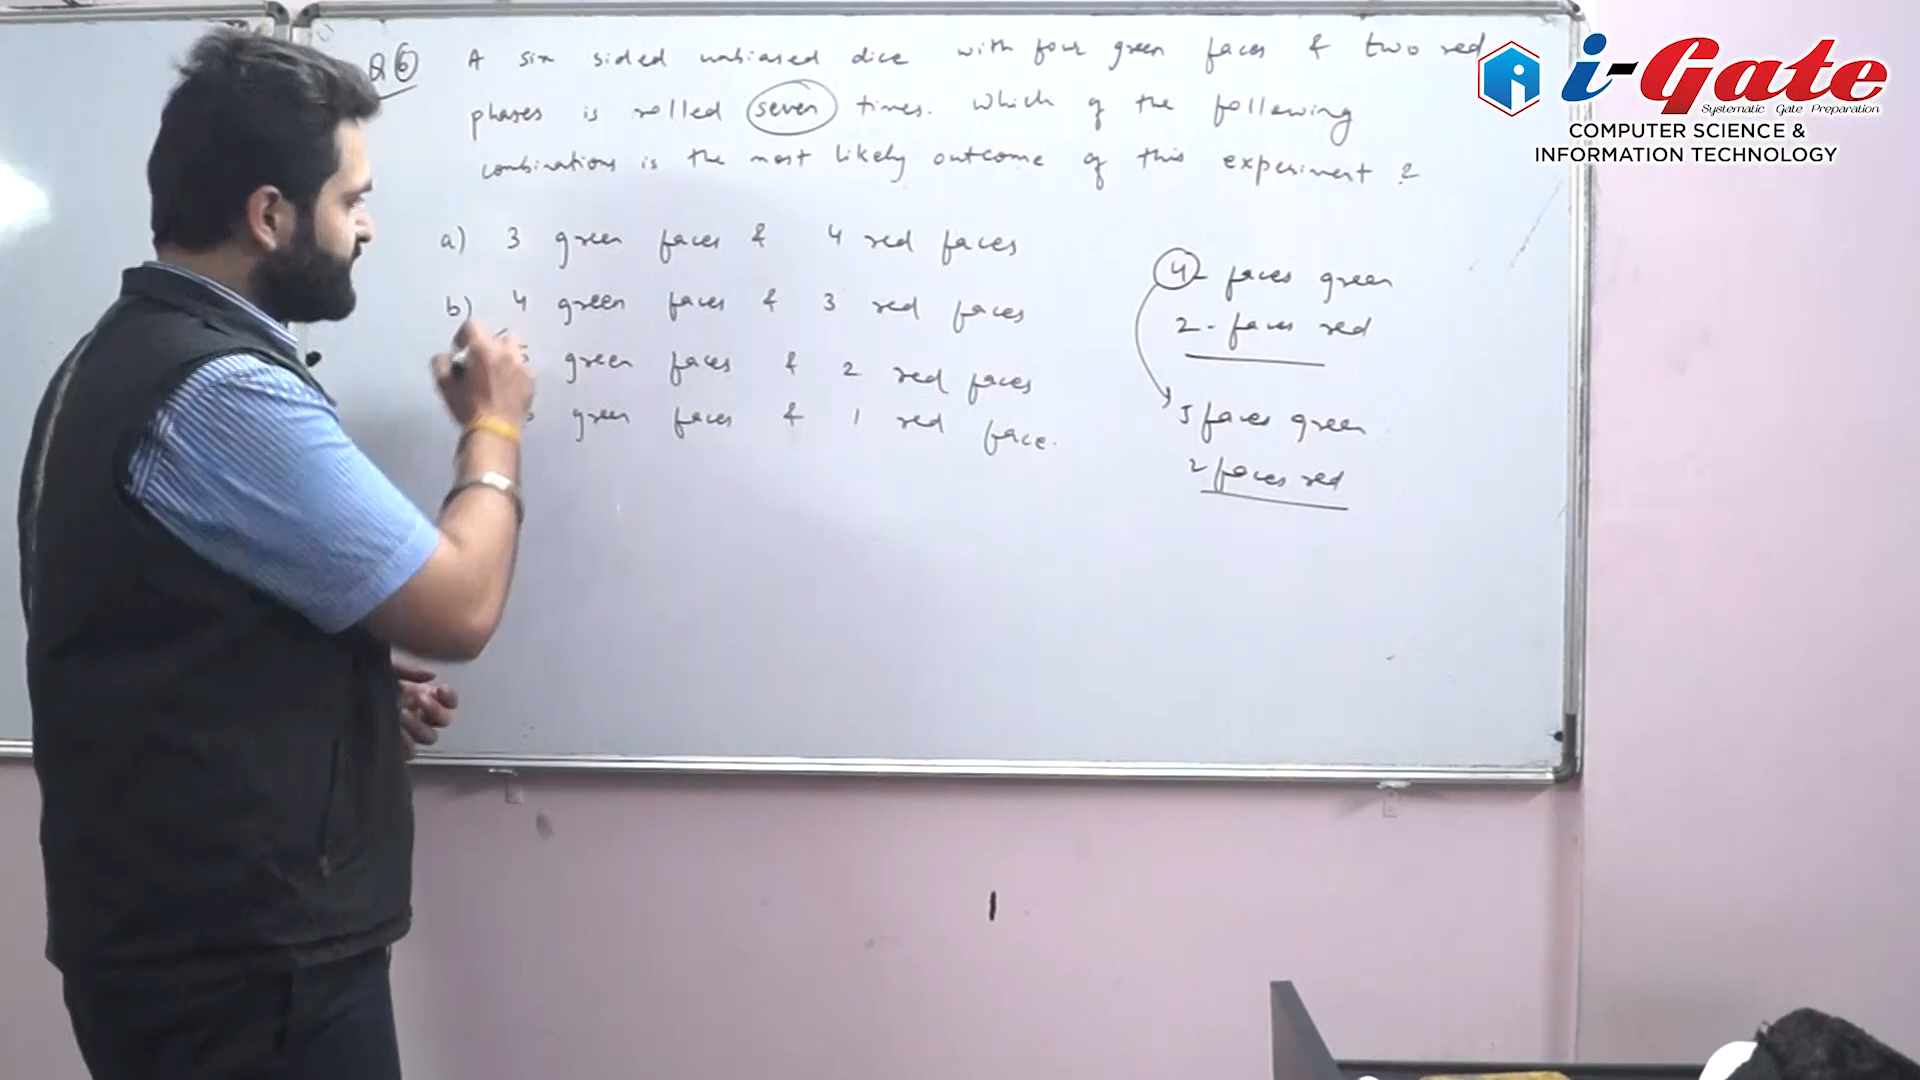 Q 6 A six sided unbiased dice with four green faces & two red
phases is rolled seven times. Which of the following
combinations is the most likely outcome of this experiment ?
a) 3 green faces & 4 red faces
b) 4 green faces & 3 red faces
5 green faces & 2 red faces
green faces & 1 red face.
4 - faces green
2 - faces red
5 faces green
2 faces red
i-Gate
Systematic Gate Preparation
COMPUTER SCIENCE &
INFORMATION TECHNOLOGY